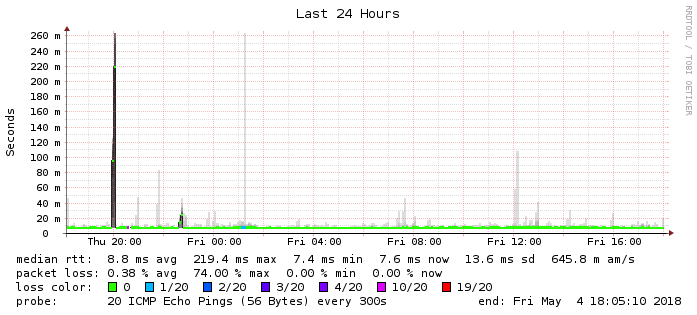 Last 24 Hours
RRDTOOL / TOBI OETIKER
Seconds
260 m
240 m
220 m
200 m
180 m
160 m
140 m
120 m
100 m
80 m
60 m
40 m
20 m
0
Thu 20:00 Fri 00:00 Fri 04:00 Fri 08:00 Fri 12:00 Fri 16:00
median rtt: 8.8 ms avg 219.4 ms max 7.4 ms min 7.6 ms now 13.6 ms sd 645.8 m am/s
packet loss: 0.38 % avg 74.00 % max 0.00 % min 0.00 % now
loss color: 0 1/20 2/20 3/20 4/20 10/20 19/20
probe: 20 ICMP Echo Pings (56 Bytes) every 300s end: Fri May 4 18:05:10 2018